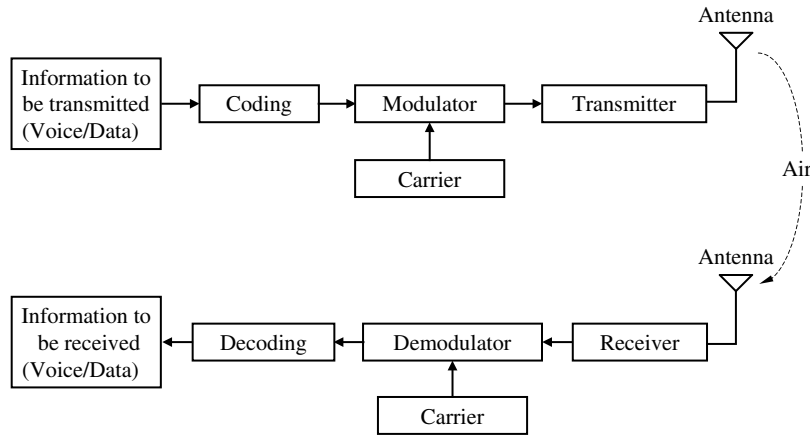 Antenna
Information to
be transmitted
(Voice/Data)
Coding
Modulator
Transmitter
Carrier
Air
Antenna
Information to
be received
(Voice/Data)
Decoding
Demodulator
Receiver
Carrier